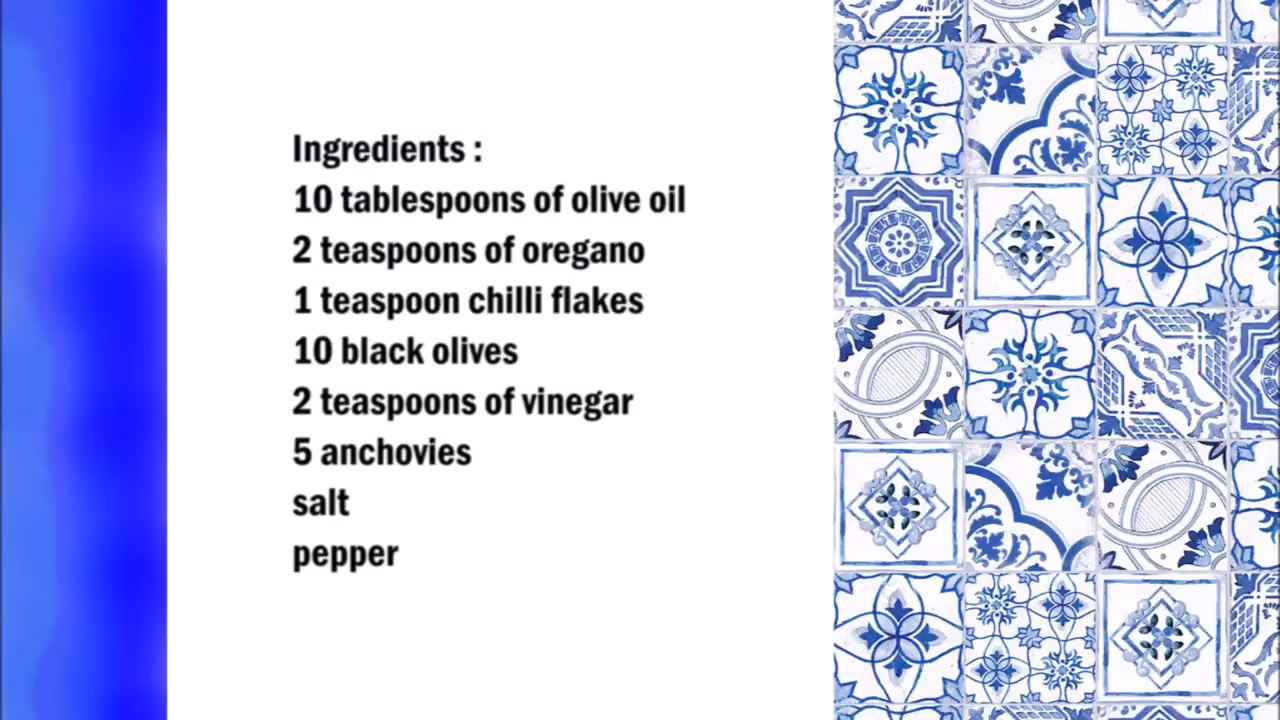 Ingredients :
10 tablespoons of olive oil
2 teaspoons of oregano
1 teaspoon chilli flakes
10 black olives
2 teaspoons of vinegar
5 anchovies
salt
pepper